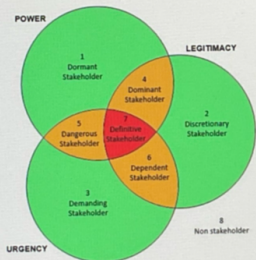 POWER
LEGITIMACY
1
Dormant
Stakeholder
4
Dominant
Stakeholder
2
Discretionary
Stakeholder
5
Dangerous
Stakeholder
7
Definitive
Stakeholder
6
Dependent
Stakeholder
3
Demanding
Stakeholder
8
Non stakeholder
URGENCY